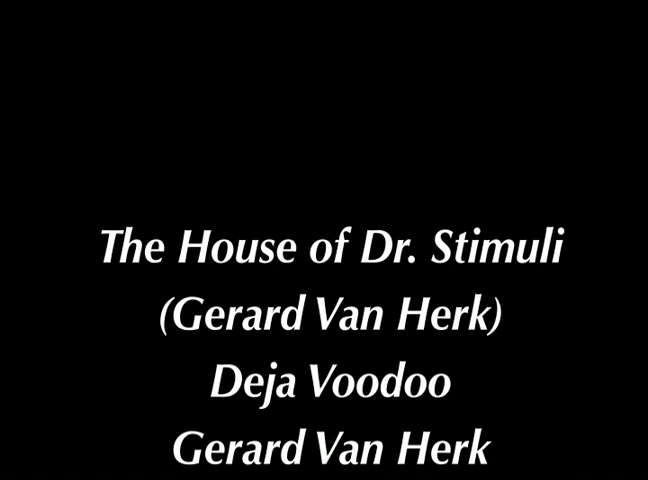 The House of Dr. Stimuli
(Gerard Van Herk)
Deja Voodoo
Gerard Van Herk